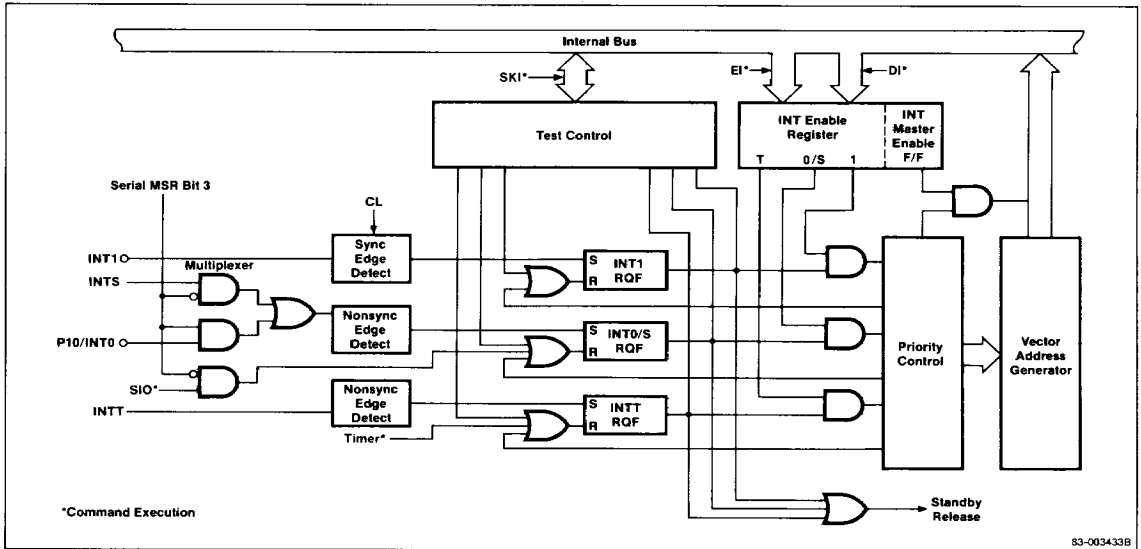 Internal Bus
SKI*
EI*
DI*
Test Control
INT Enable
Register
T 0/S 1
INT
Master
Enable
F/F
Serial MSR Bit 3
CL
INT1
Sync
Edge
Detect
S
R
INT1
RQF
Multiplexer
INTS
P10/INT0
Nonsync
Edge
Detect
S
R
INT0/S
RQF
SIO*
INTT
Nonsync
Edge
Detect
Timer*
S
R
INTT
RQF
Priority
Control
Vector
Address
Generator
Standby
Release
*Command Execution
83-003433B